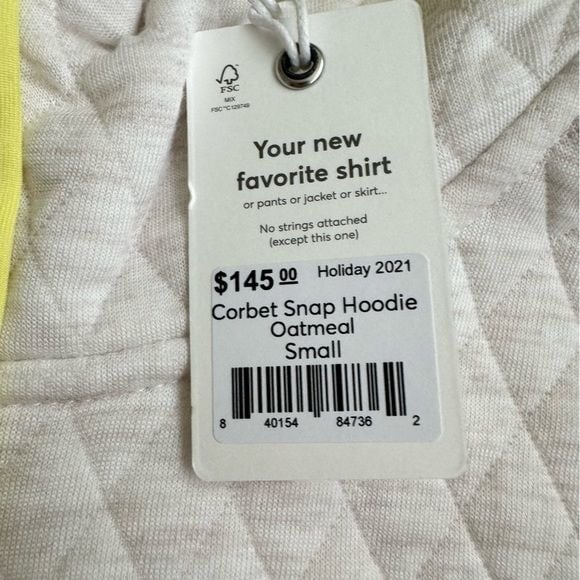 FSC
MIX
FSC™C129749
Your new
favorite shirt
or pants or jacket or skirt...
No strings attached
(except this one)
$145 00 Holiday 2021
Corbet Snap Hoodie
Oatmeal
Small
8 40154 84736 2